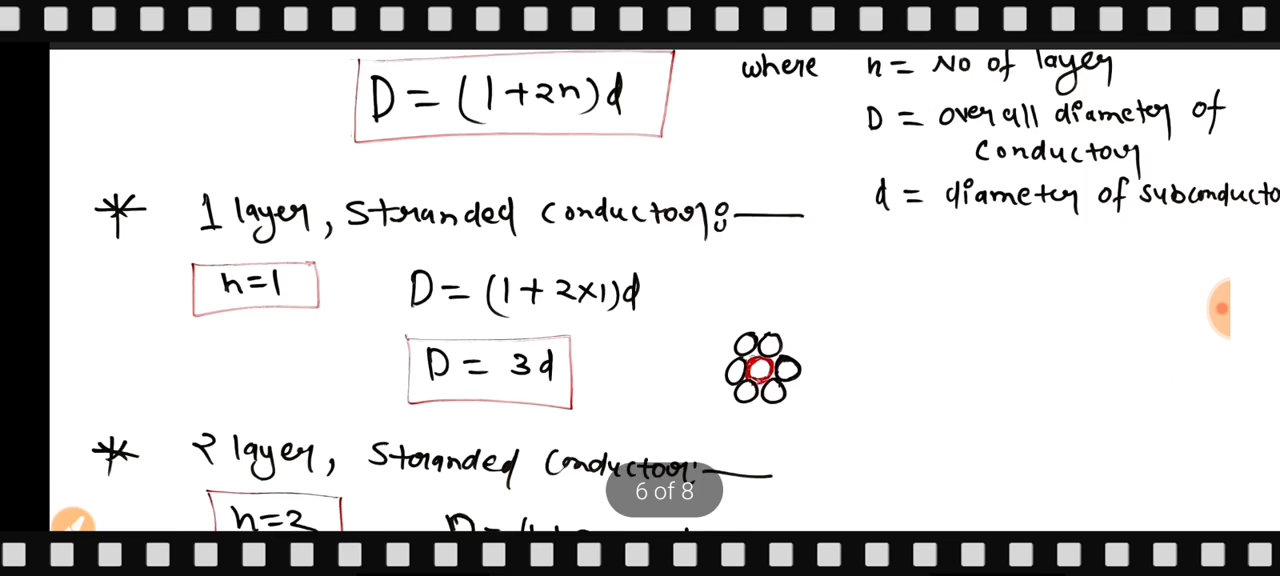 D = (1+2n)d
where n = No of layer
D = overall diameter of
conductor
d = diameter of subconducto
* 1 layer, stranded conductor:—
n=1
D = (1+2×1)d
D = 3d
* 2 layer, stranded conductor:—
6 of 8
n=2